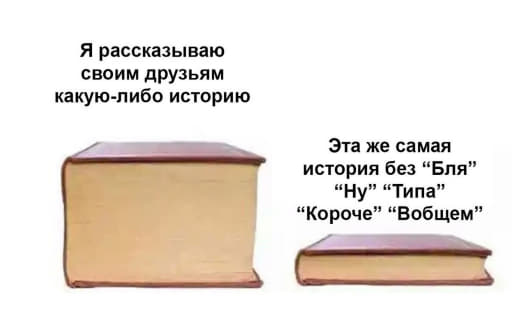 Я рассказываю
своим друзьям
какую-либо историю
Эта же самая
история без “Бля”
“Ну” “Типа”
“Короче” “Вобщем”